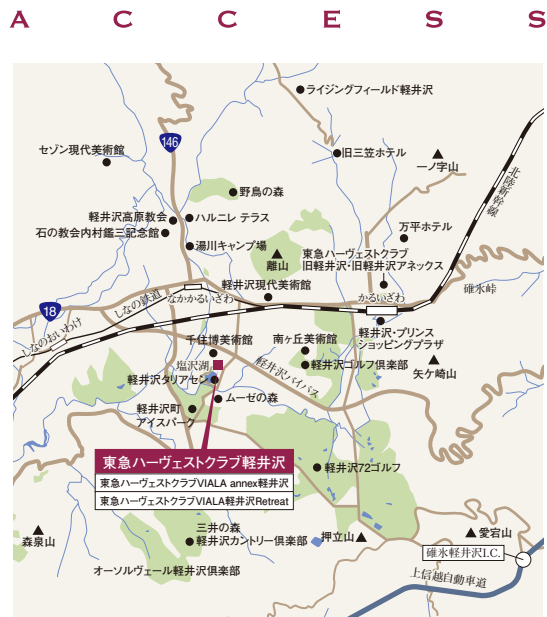 ACCESS
ライジングフィールド軽井沢
146
セゾン現代美術館
旧三笠ホテル
一ノ字山
北陸新幹線
野鳥の森
軽井沢高原教会
ハルニレ テラス
石の教会内村鑑三記念館
万平ホテル
湯川キャンプ場
離山
東急ハーヴェストクラブ
旧軽井沢・旧軽井沢アネックス
軽井沢現代美術館
碓氷峠
しなの鉄道
なかかるいざわ
かるいざわ
18
しなのおいわけ
軽井沢・プリンス
ショッピングプラザ
千住博美術館
南ヶ丘美術館
塩沢湖
軽井沢バイパス
軽井沢ゴルフ倶楽部
矢ケ崎山
軽井沢タリアセン
ムーゼの森
軽井沢町
アイスパーク
東急ハーヴェストクラブ軽井沢
東急ハーヴェストクラブVIALA annex軽井沢
東急ハーヴェストクラブVIALA軽井沢Retreat
軽井沢72ゴルフ
三井の森
軽井沢カントリー倶楽部
押立山
愛宕山
森泉山
碓氷軽井沢I.C.
オーソルヴェール軽井沢倶楽部
上信越自動車道